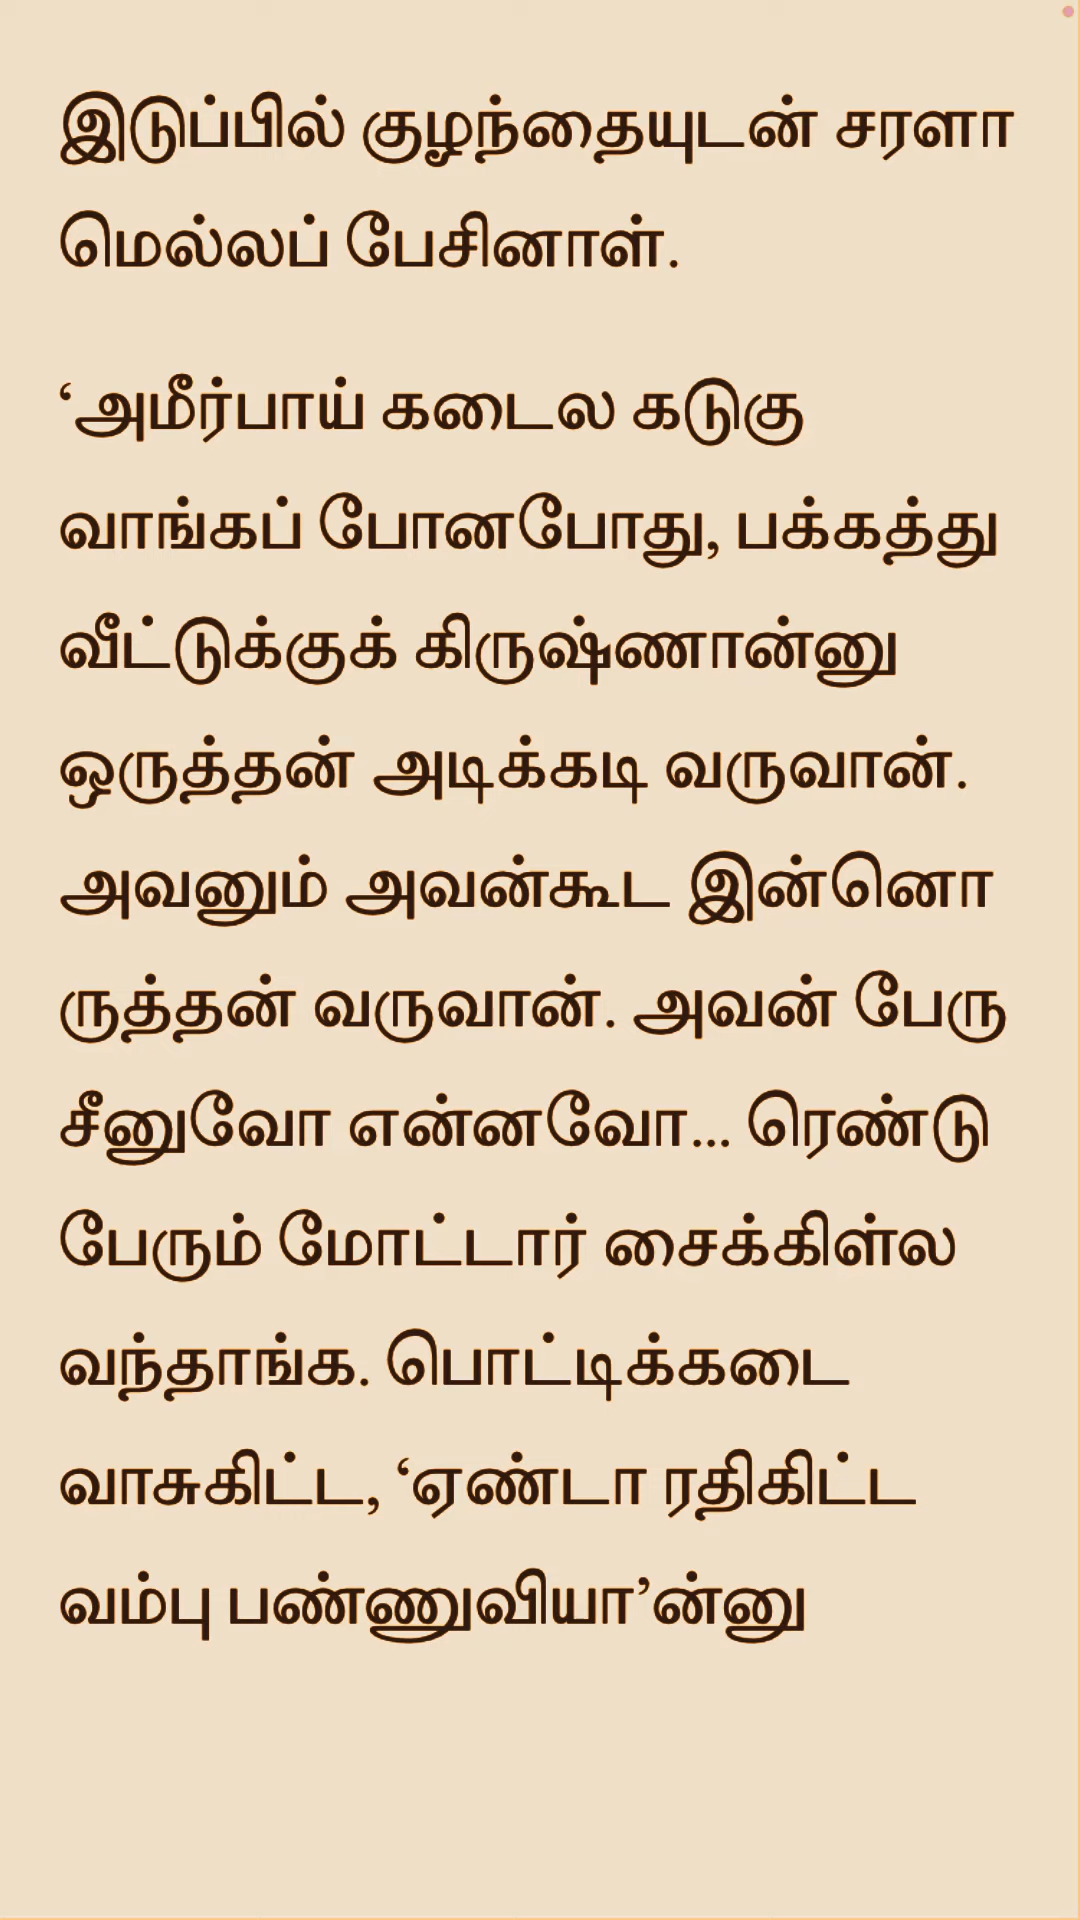 இடுப்பில் குழந்தையுடன் சரளா
மெல்லப் பேசினாள்.
‘அமீர்பாய் கடைல கடுகு
வாங்கப் போனபோது, பக்கத்து
வீட்டுக்குக் கிருஷ்ணான்னு
ஒருத்தன் அடிக்கடி வருவான்.
அவனும் அவன்கூட இன்னொ
ருத்தன் வருவான். அவன் பேரு
சீனுவோ என்னவோ... ரெண்டு
பேரும் மோட்டார் சைக்கிள்ல
வந்தாங்க. பொட்டிக்கடை
வாசுகிட்ட, ‘ஏண்டா ரதிகிட்ட
வம்பு பண்ணுவியா’ன்னு